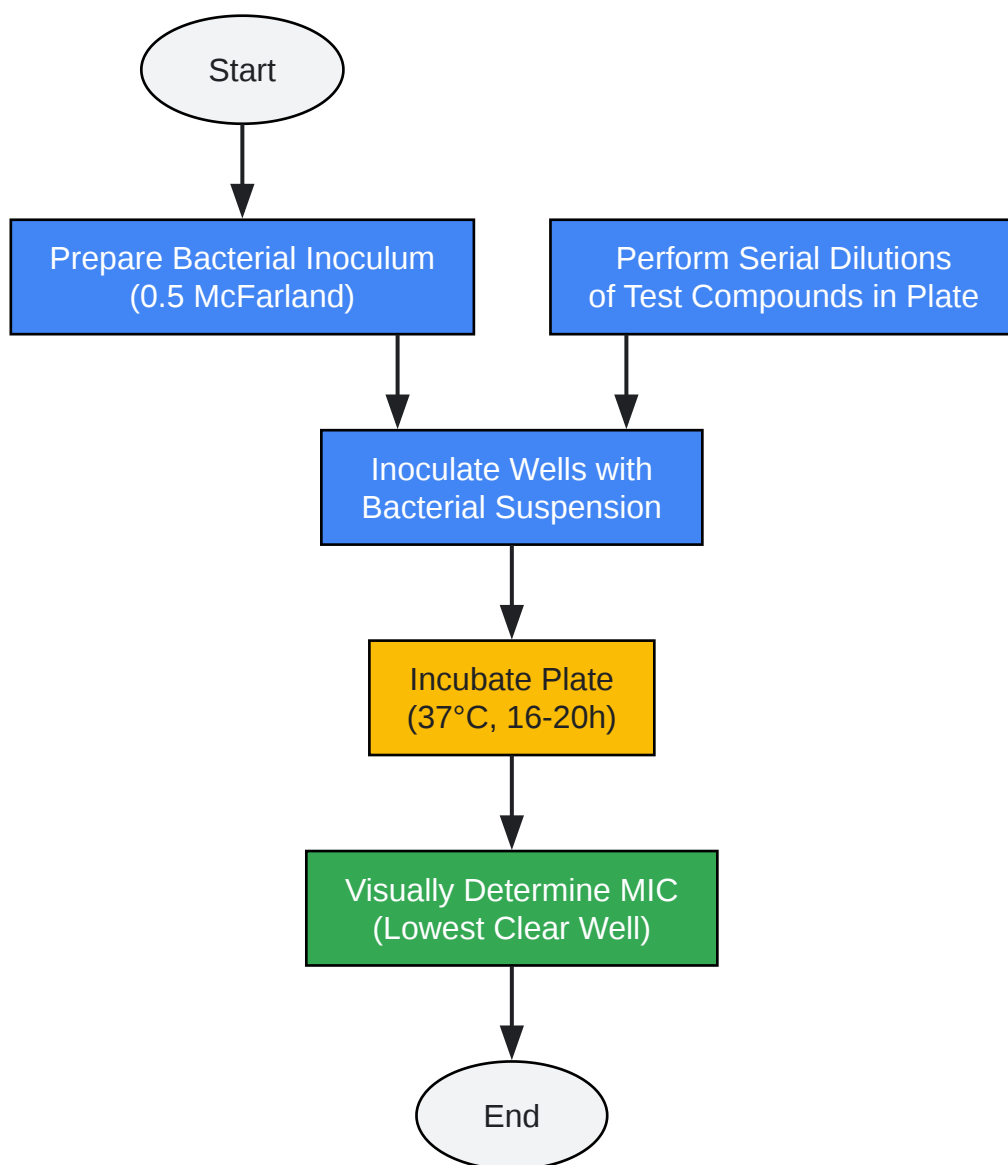 Start
Prepare Bacterial Inoculum
(0.5 McFarland)
Perform Serial Dilutions
of Test Compounds in Plate
Inoculate Wells with
Bacterial Suspension
Incubate Plate
(37°C, 16-20h)
Visually Determine MIC
(Lowest Clear Well)
End